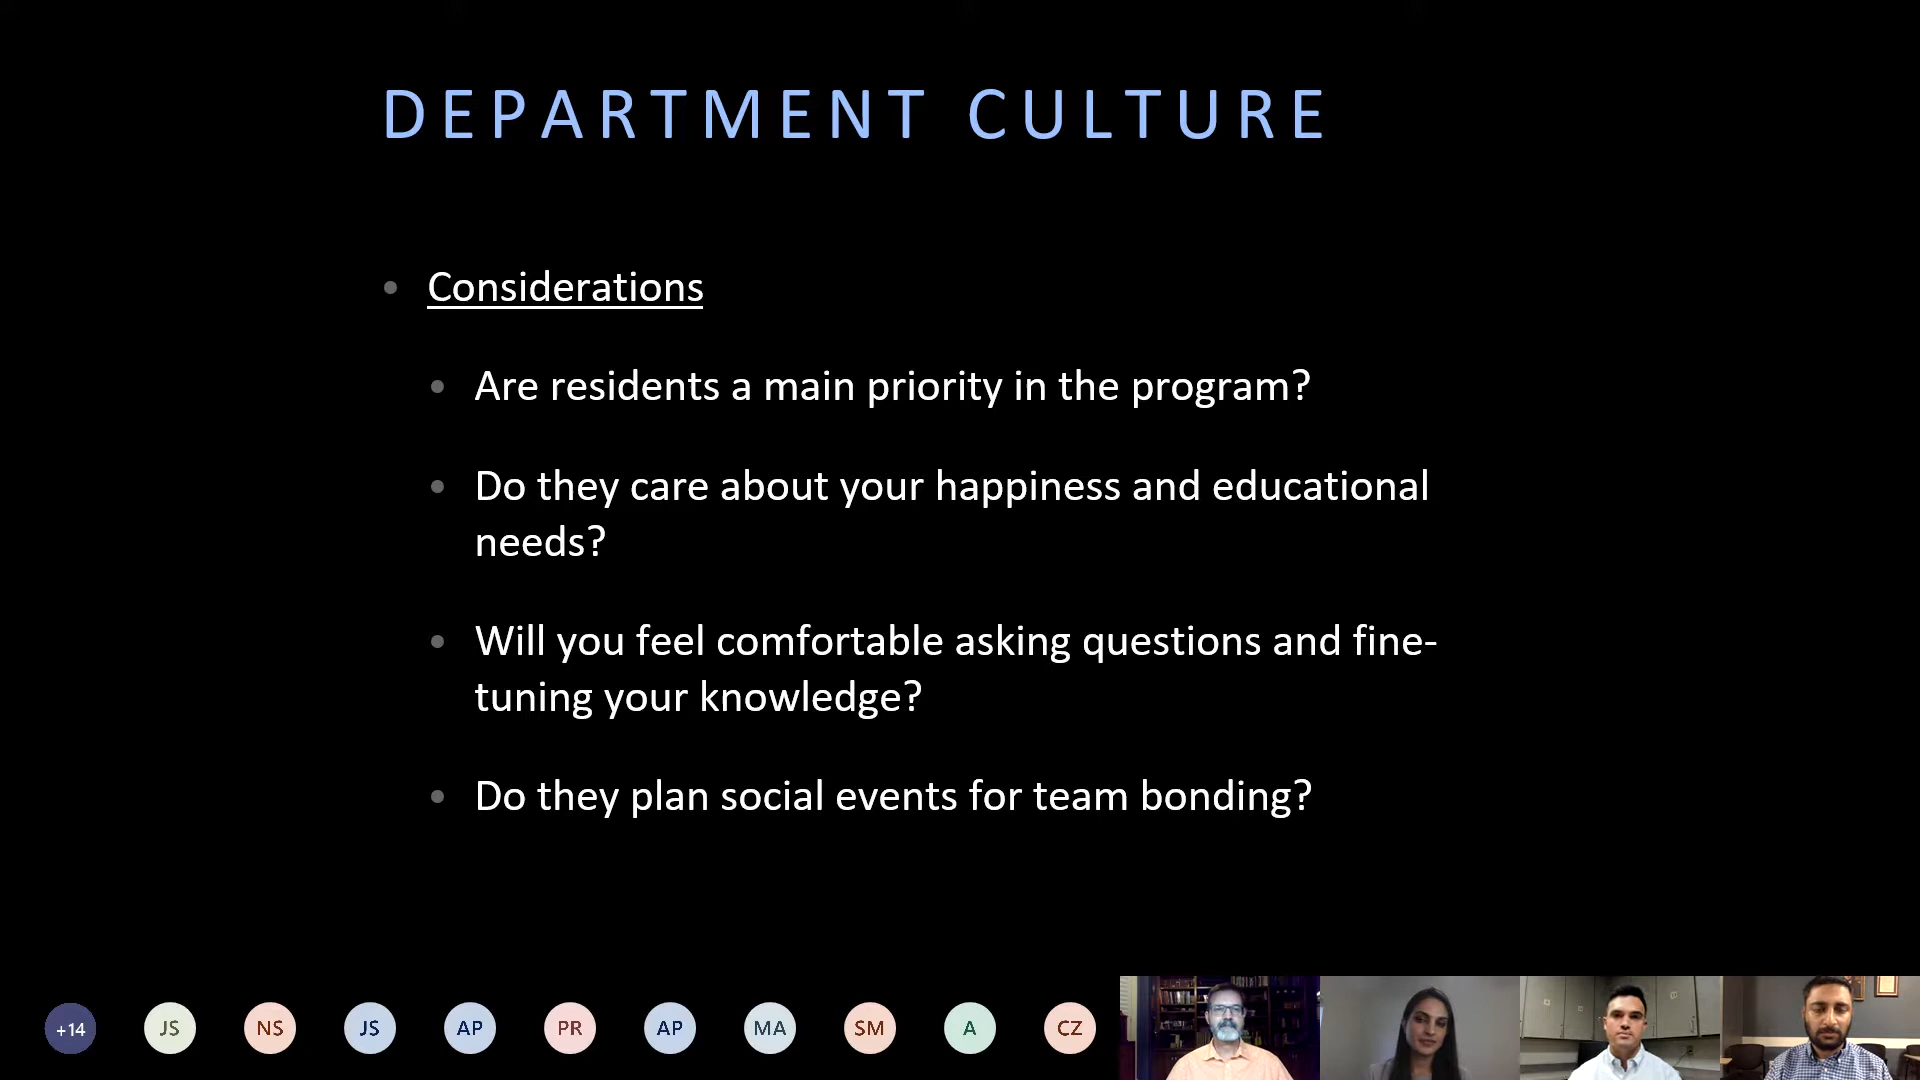 DEPARTMENT CULTURE
Considerations
Are residents a main priority in the program?
Do they care about your happiness and educational
needs?
Will you feel comfortable asking questions and fine-
tuning your knowledge?
Do they plan social events for team bonding?
+14 JS NS JS AP PR AP MA SM A CZ